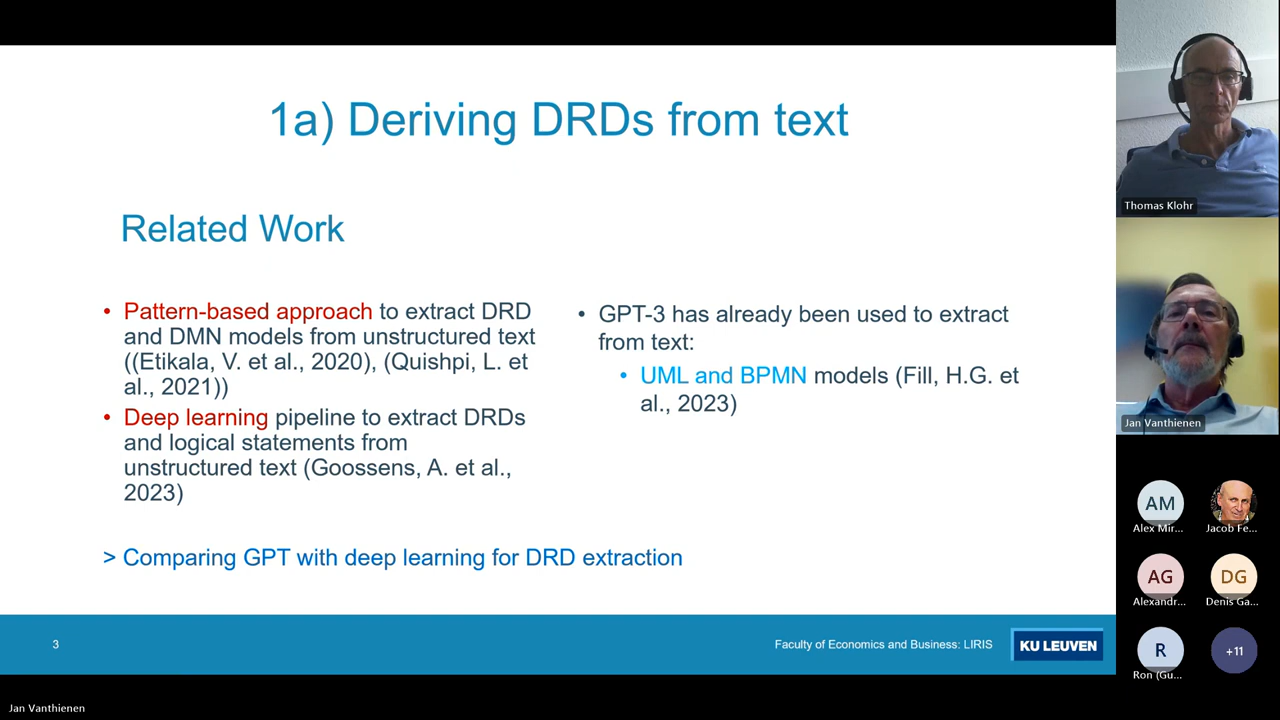 1a) Deriving DRDs from text
Related Work
• Pattern-based approach to extract DRD
and DMN models from unstructured text
((Etikala, V. et al., 2020), (Quishpi, L. et
al., 2021))
• Deep learning pipeline to extract DRDs
and logical statements from
unstructured text (Goossens, A. et al.,
2023)
• GPT-3 has already been used to extract
from text:
• UML and BPMN models (Fill, H.G. et
al., 2023)
> Comparing GPT with deep learning for DRD extraction
3
Faculty of Economics and Business: LIRIS
KU LEUVEN
Thomas Klohr
Jan Vanthienen
AM
Alex Mir...
Jacob Fe...
AG
Alexandr...
DG
Denis Ga...
R
Ron (Gu...
+11
Jan Vanthienen